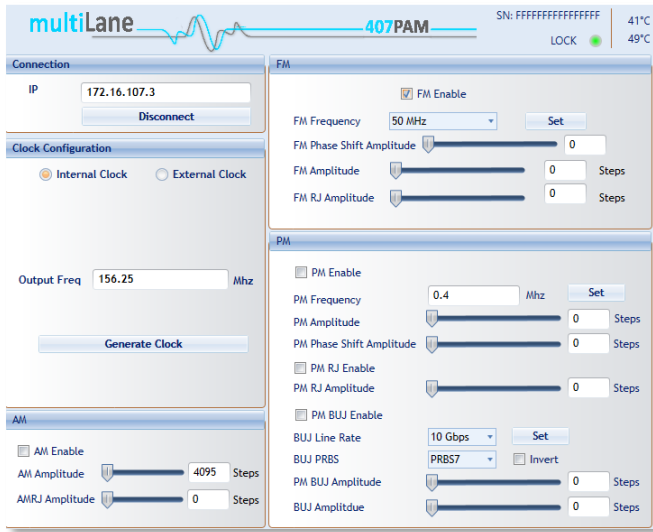 multiLane
407PAM
SN: FFFFFFFFFFFFFFFF
41°C
LOCK
49°C
Connection
IP 172.16.107.3
Disconnect
Clock Configuration
Internal Clock External Clock
Output Freq 156.25 Mhz
Generate Clock
AM
AM Enable
AM Amplitude 4095 Steps
AMRJ Amplitude 0 Steps
FM
FM Enable
FM Frequency 50 MHz Set
FM Phase Shift Amplitude 0
FM Amplitude 0 Steps
FM RJ Amplitude 0 Steps
PM
PM Enable
PM Frequency 0.4 Mhz Set
PM Amplitude 0 Steps
PM Phase Shift Amplitude 0 Steps
PM RJ Enable
PM RJ Amplitude 0 Steps
PM BUJ Enable
BUJ Line Rate 10 Gbps Set
BUJ PRBS PRBS7 Invert
PM BUJ Amplitude 0 Steps
BUJ Amplitdue 0 Steps